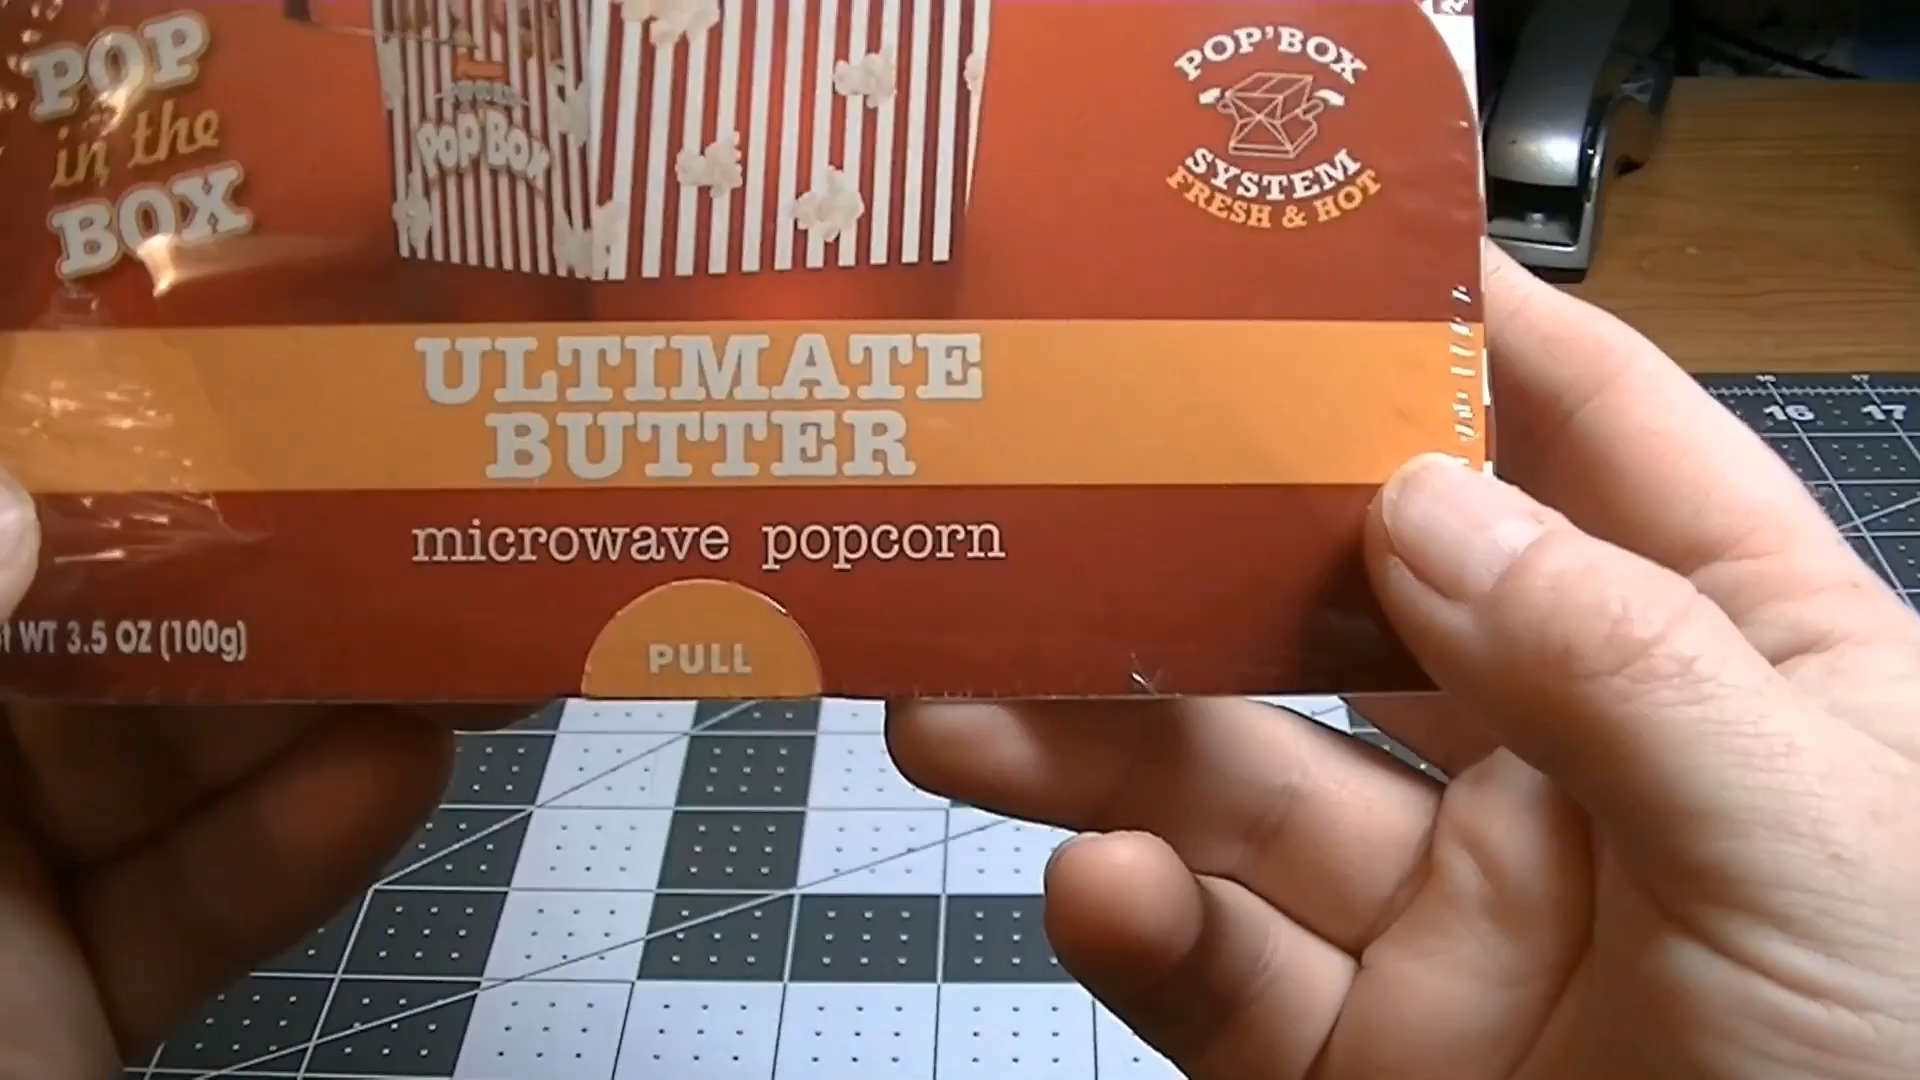 POP
in the
BOX
POP BOX
POP'BOX
SYSTEM
FRESH & HOT
ULTIMATE
BUTTER
microwave popcorn
WT 3.5 OZ (100g)
PULL
16 17